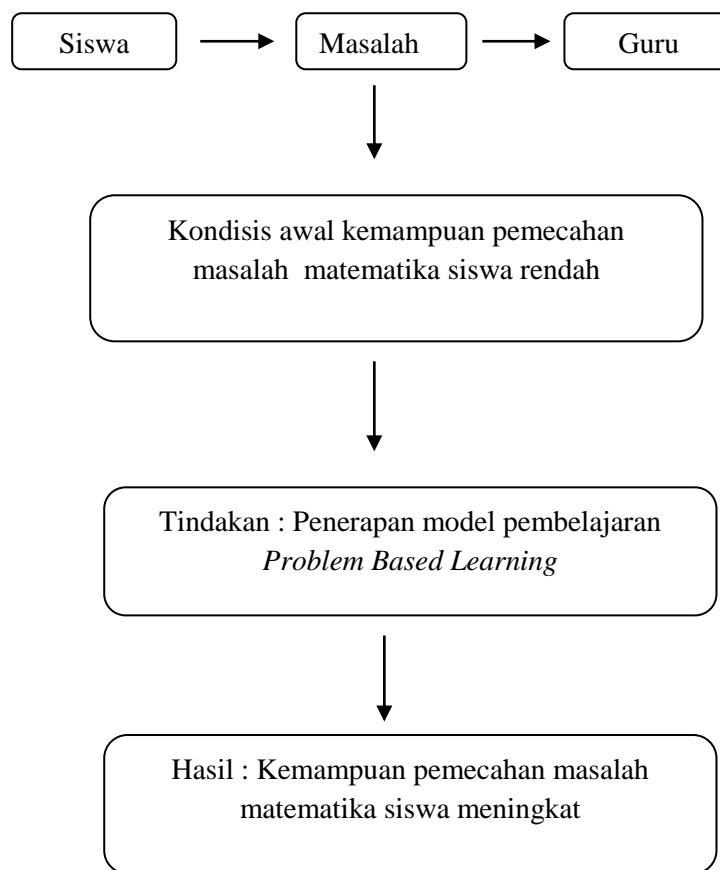 Siswa Masalah Guru
Kondisis awal kemampuan pemecahan
masalah matematika siswa rendah
Tindakan : Penerapan model pembelajaran
Problem Based Learning
Hasil : Kemampuan pemecahan masalah
matematika siswa meningkat